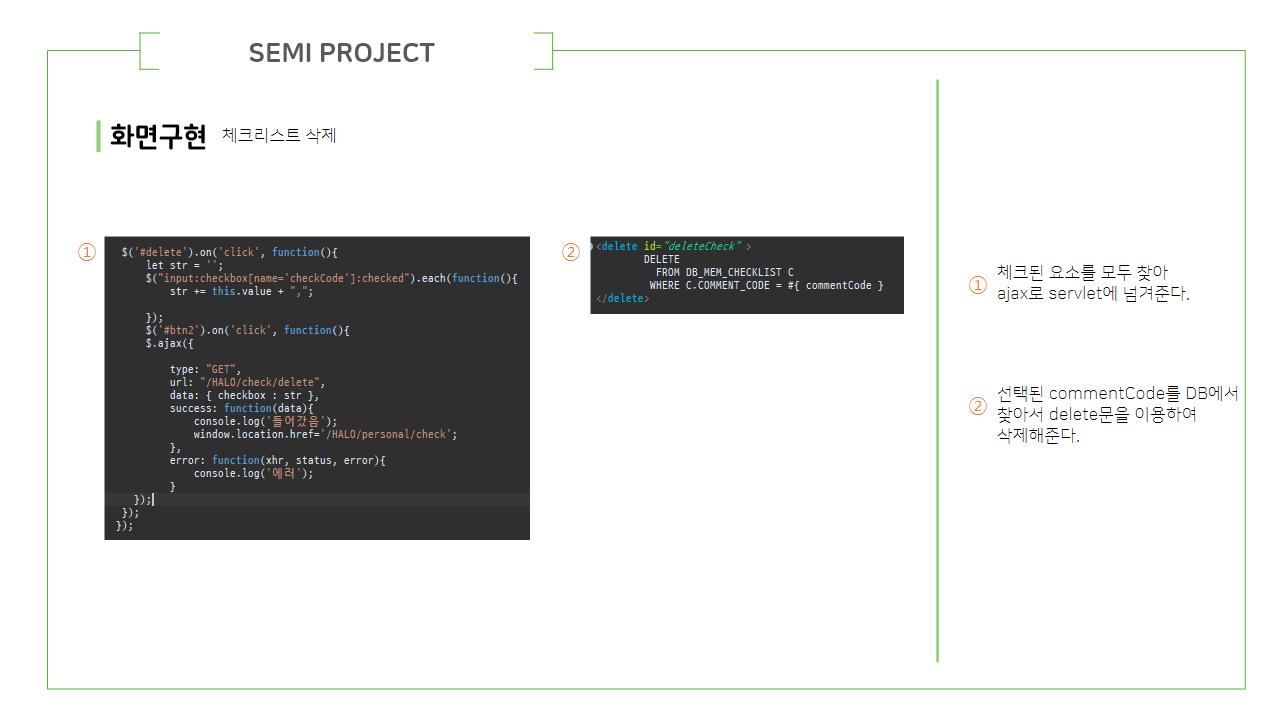 SEMI PROJECT
화면구현 체크리스트 삭제
①
$('#delete').on('click', function(){
let str = '';
$("input:checkbox[name='checkCode']:checked").each(function(){
str += this.value + ",";
});
$('#btn2').on('click', function(){
$.ajax({
type: "GET",
url: "/HALO/check/delete",
data: { checkbox : str },
success: function(data){
console.log('들어갔음');
window.location.href='/HALO/personal/check';
},
error: function(xhr, status, error){
console.log('에러');
}
});
});
});
②
<delete id="deleteCheck" >
DELETE
FROM DB_MEM_CHECKLIST C
WHERE C.COMMENT_CODE = #{ commentCode }
</delete>
① 체크된 요소를 모두 찾아
ajax로 servlet에 넘겨준다.
② 선택된 commentCode를 DB에서
찾아서 delete문을 이용하여
삭제해준다.